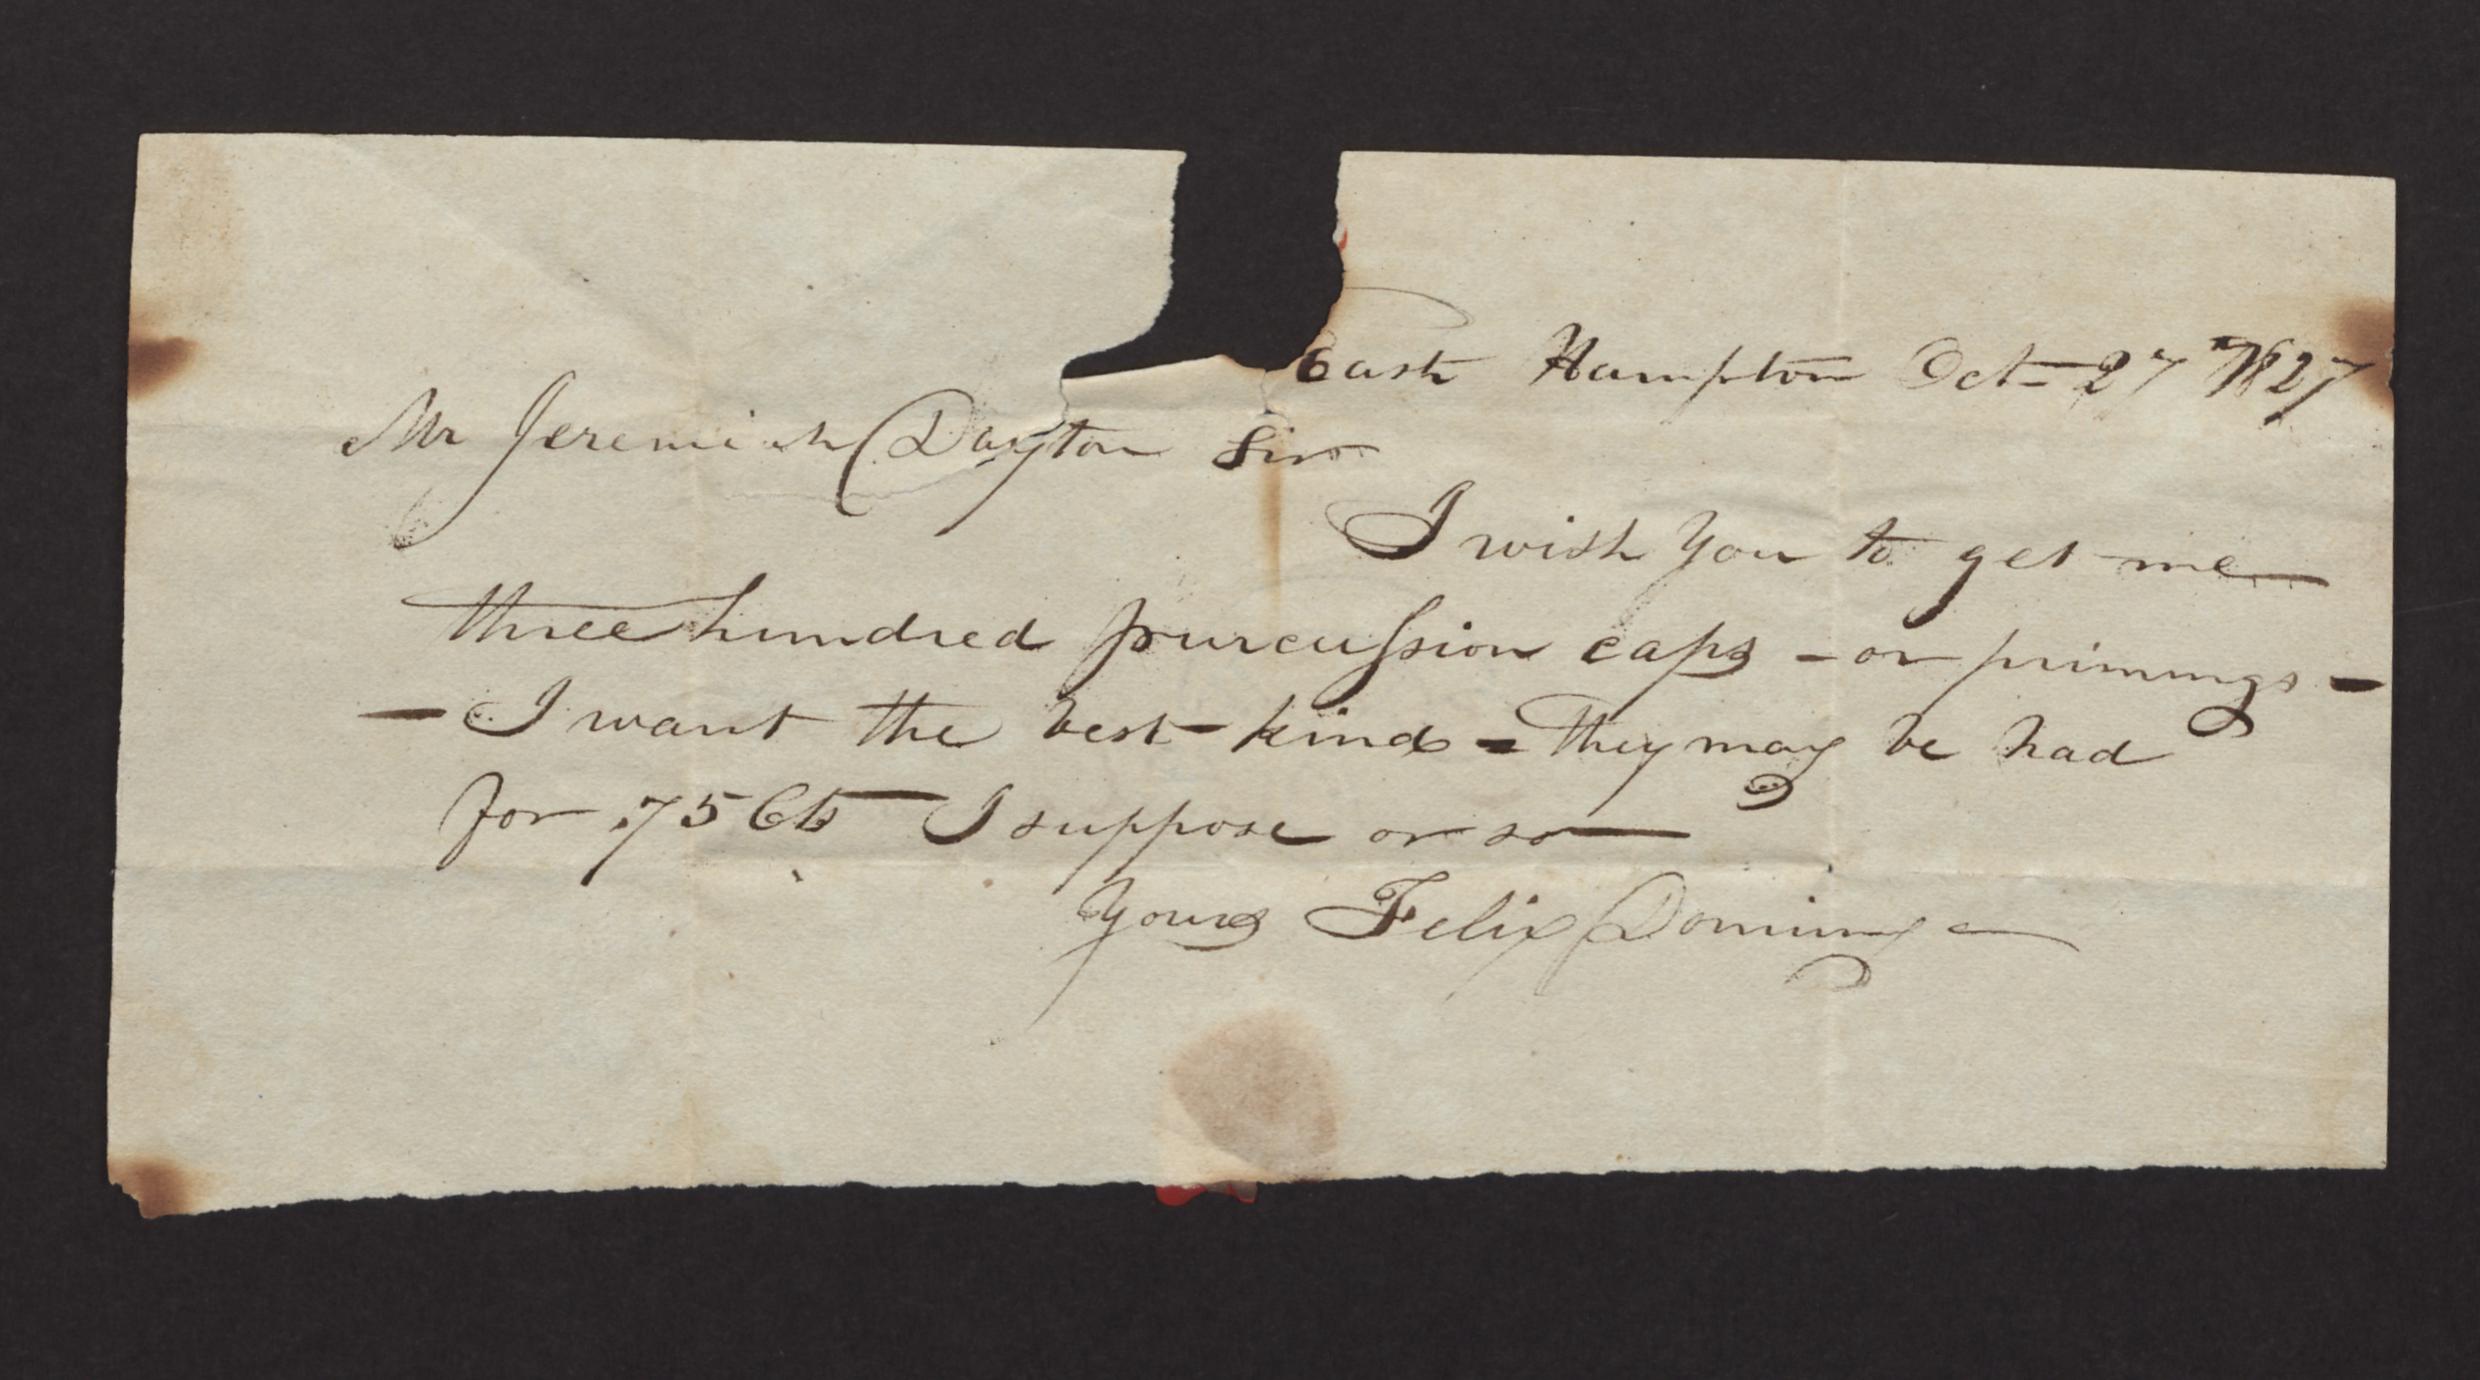 East Hampton Oct- 27 1827
Mr Jeremiah Dayton Sir
I wish you to get me
three hundred purcussion caps - or primings -
- I want the best kind - They may be had
for 75 Cts I suppose or so
Yours Felix Dominy